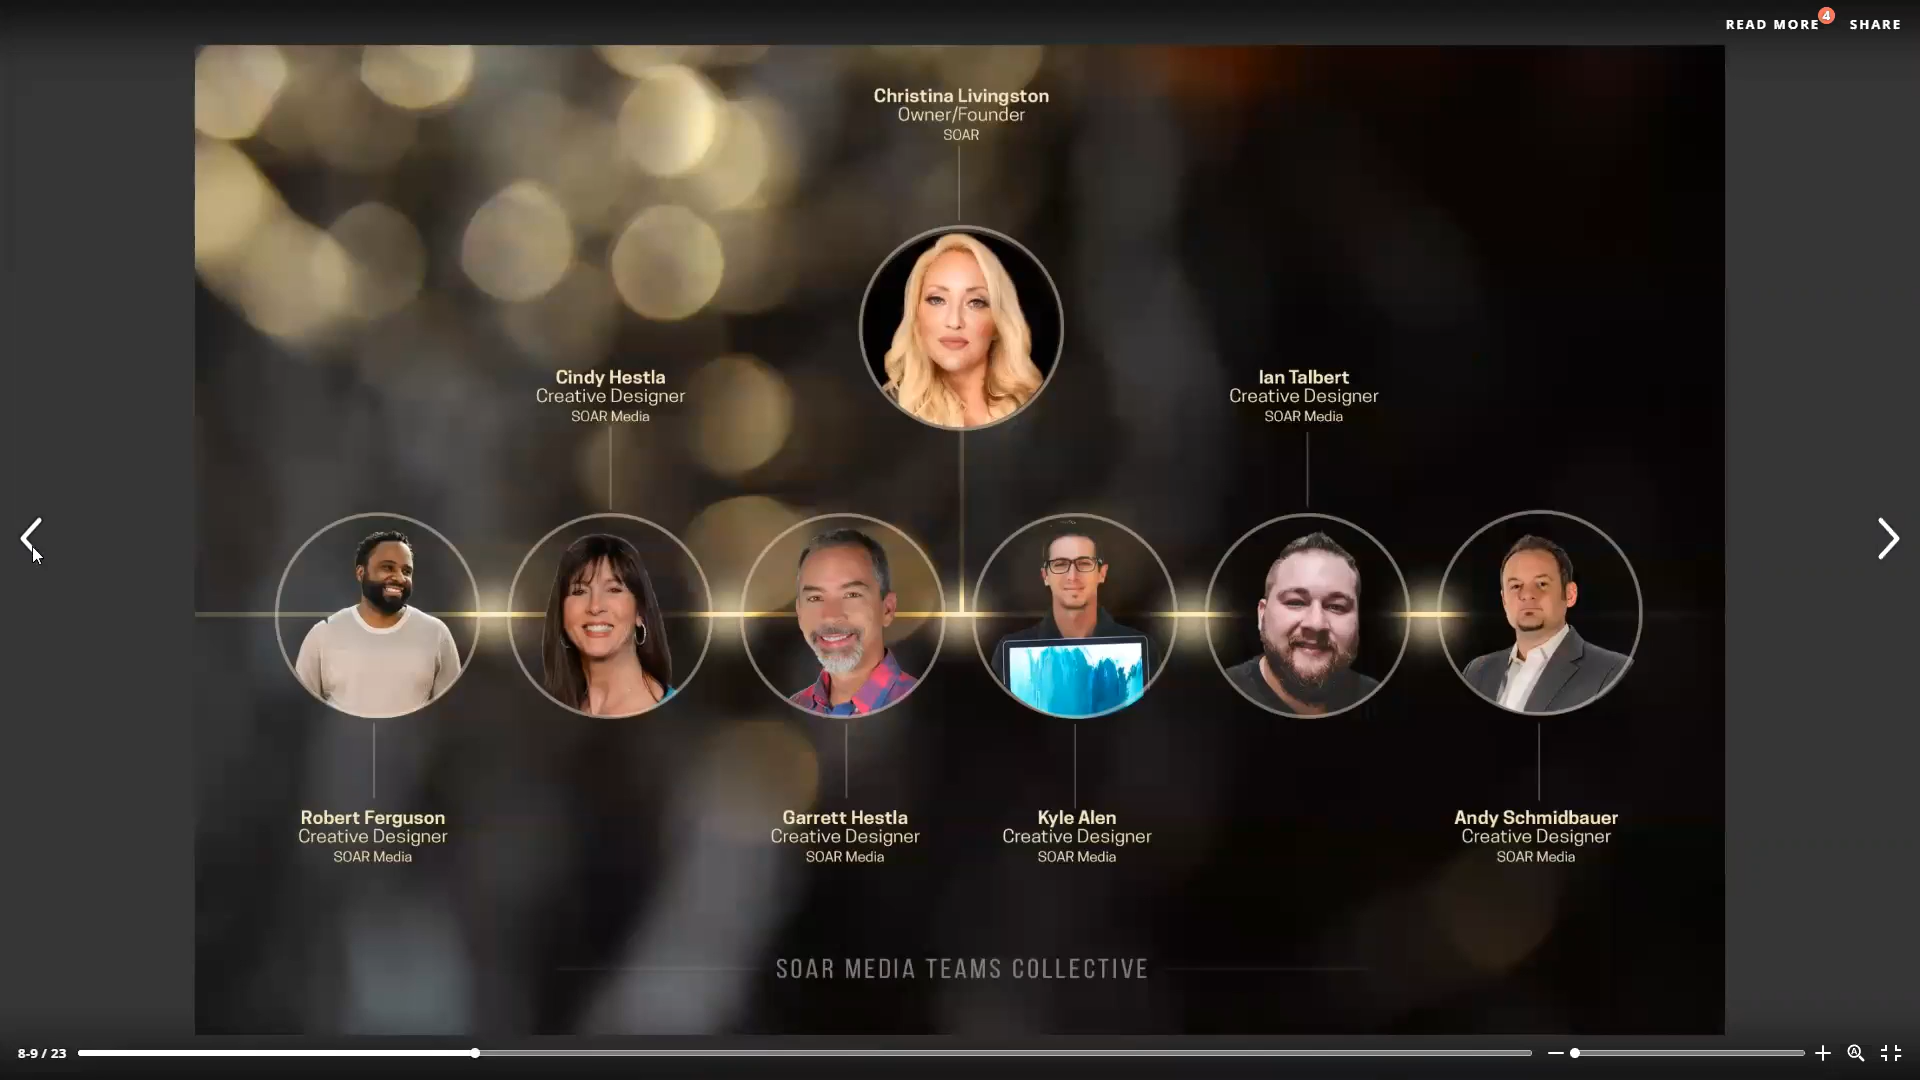 READ MORE 4 SHARE
Christina Livingston
Owner/Founder
SOAR
Cindy Hestla
Creative Designer
SOAR Media
Ian Talbert
Creative Designer
SOAR Media
Robert Ferguson
Creative Designer
SOAR Media
Garrett Hestla
Creative Designer
SOAR Media
Kyle Alen
Creative Designer
SOAR Media
Andy Schmidbauer
Creative Designer
SOAR Media
SOAR MEDIA TEAMS COLLECTIVE
8-9 / 23